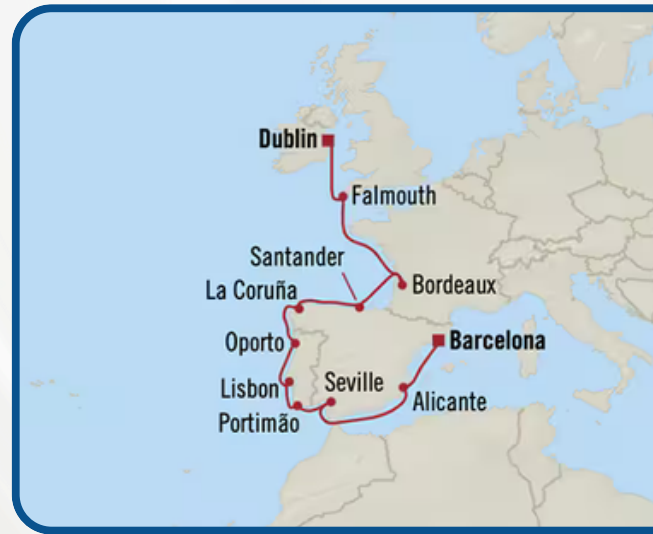 Dublin
Falmouth
Santander
La Coruña
Bordeaux
Oporto
Barcelona
Lisbon
Seville
Alicante
Portimão